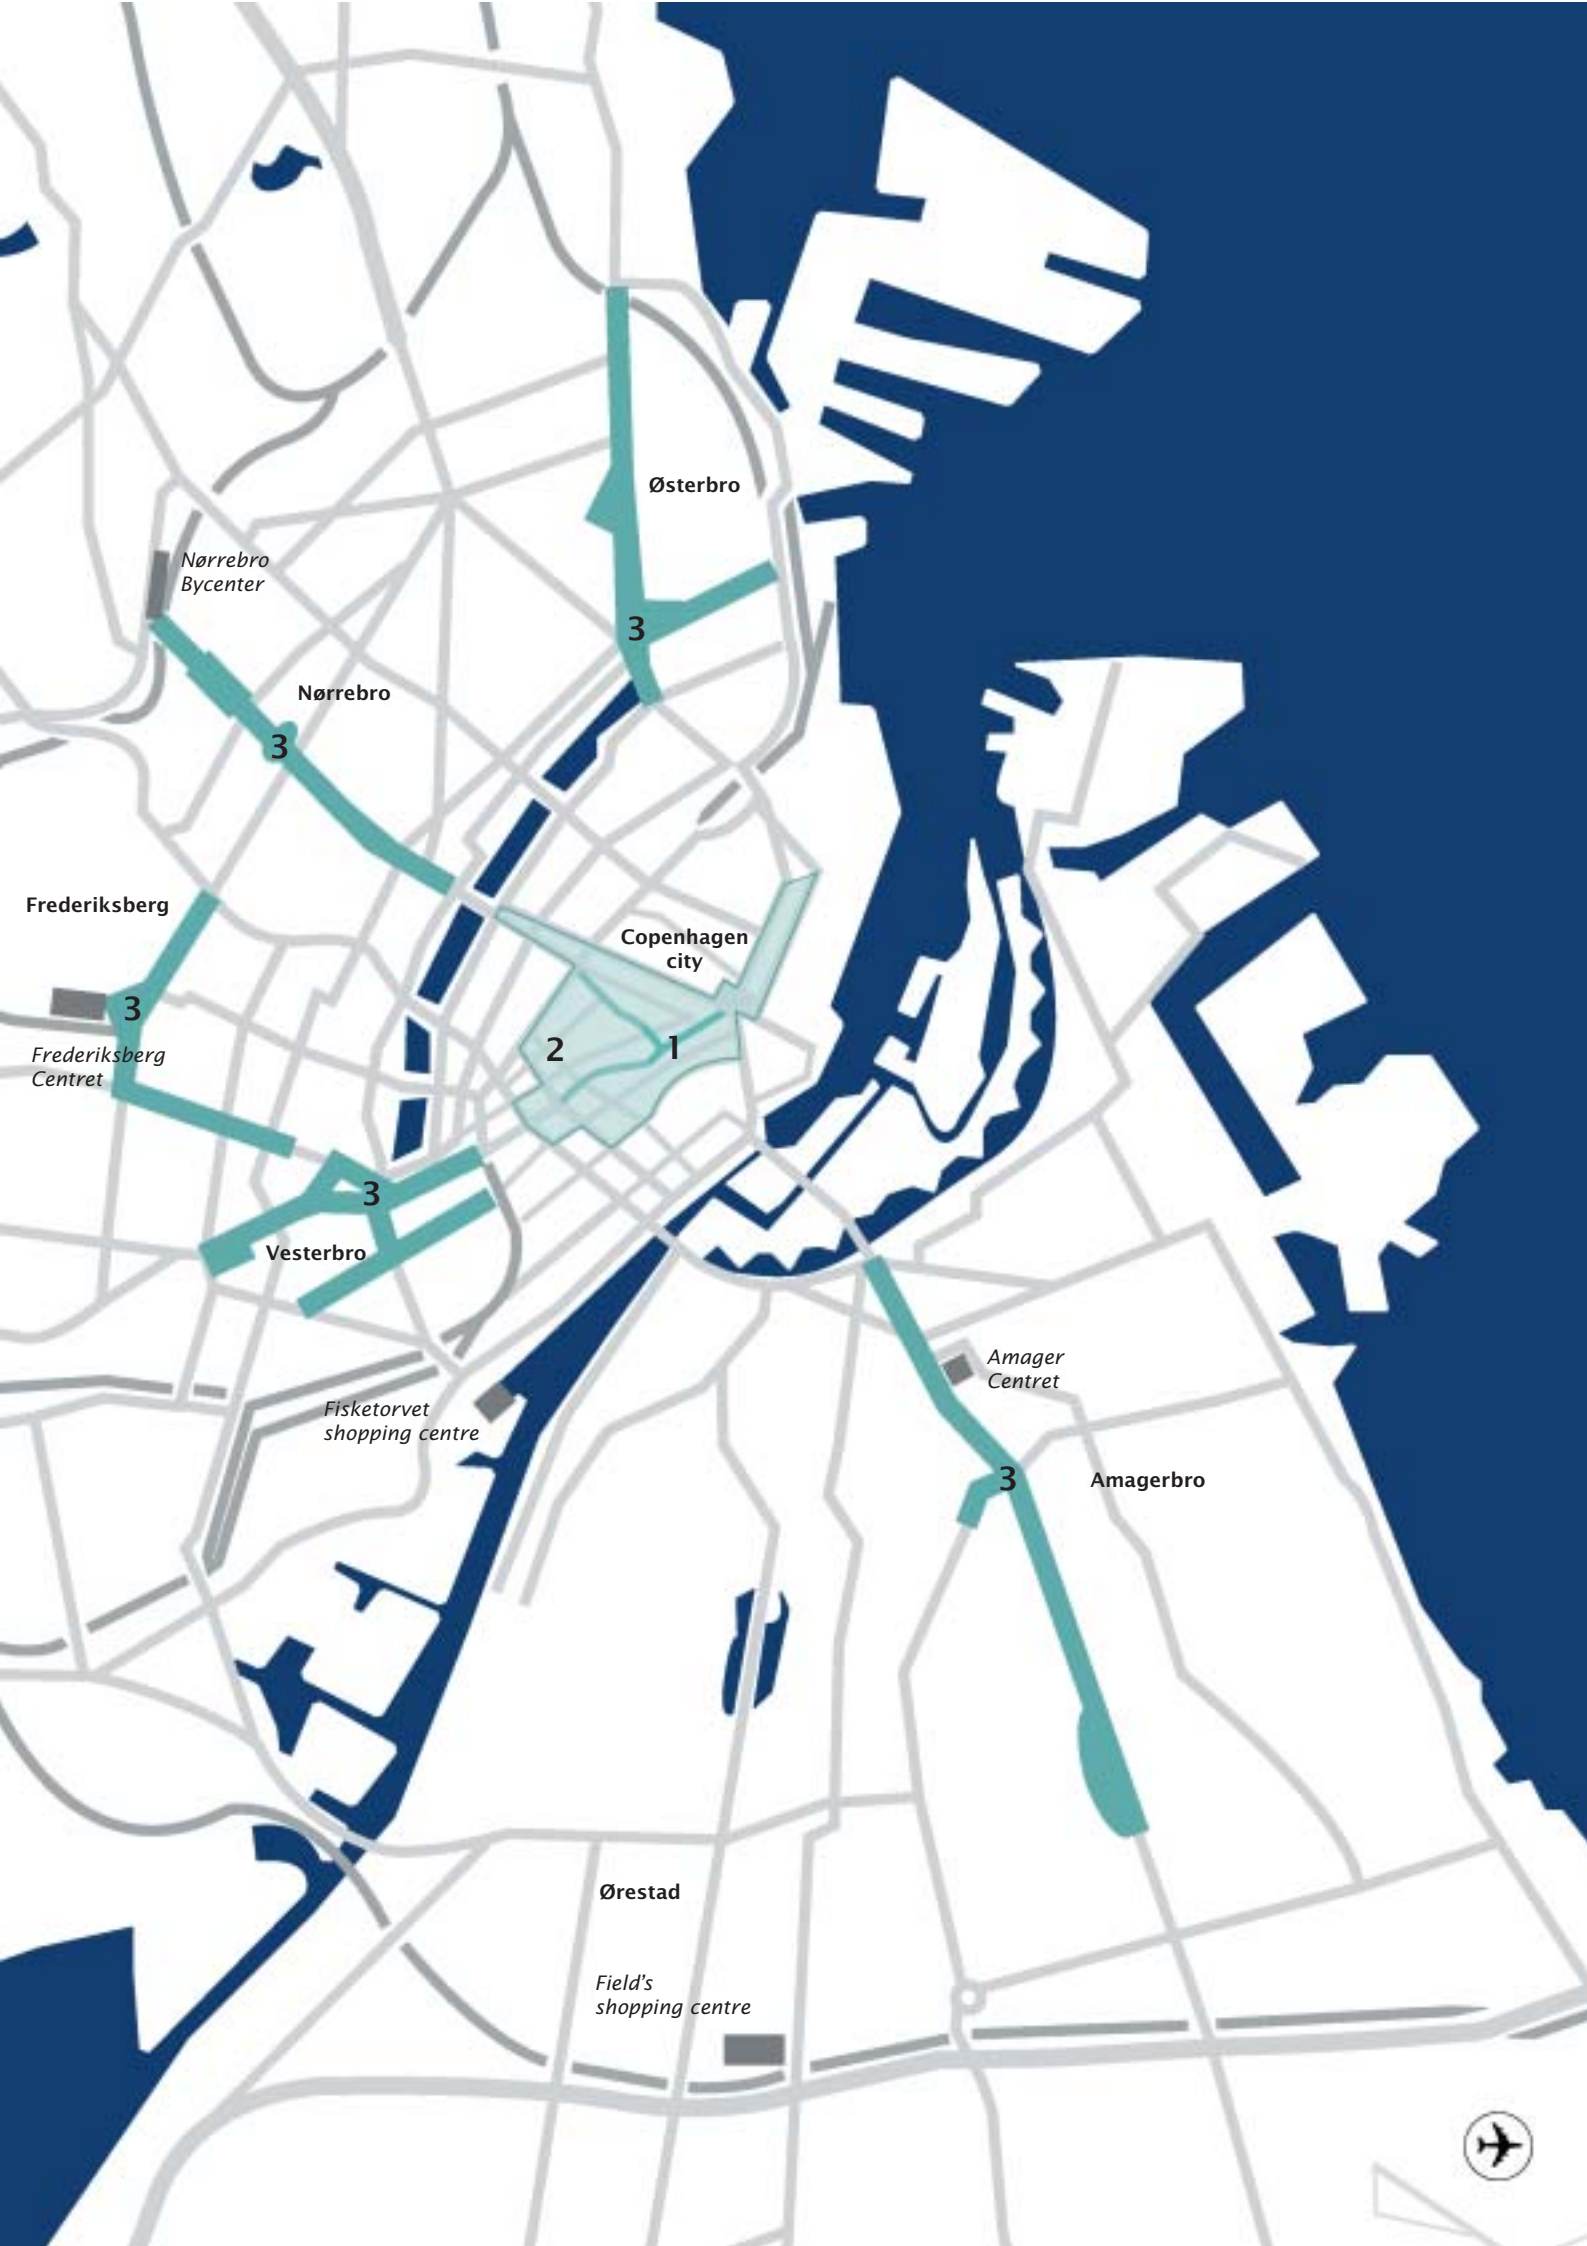 Østerbro
Nørrebro
Bycenter
3
Nørrebro
3
Frederiksberg
Copenhagen
city
3
Frederiksberg
Centret
2
1
3
Vesterbro
Amager
Centret
Fisketorvet
shopping centre
3
Amagerbro
Ørestad
Field’s
shopping centre